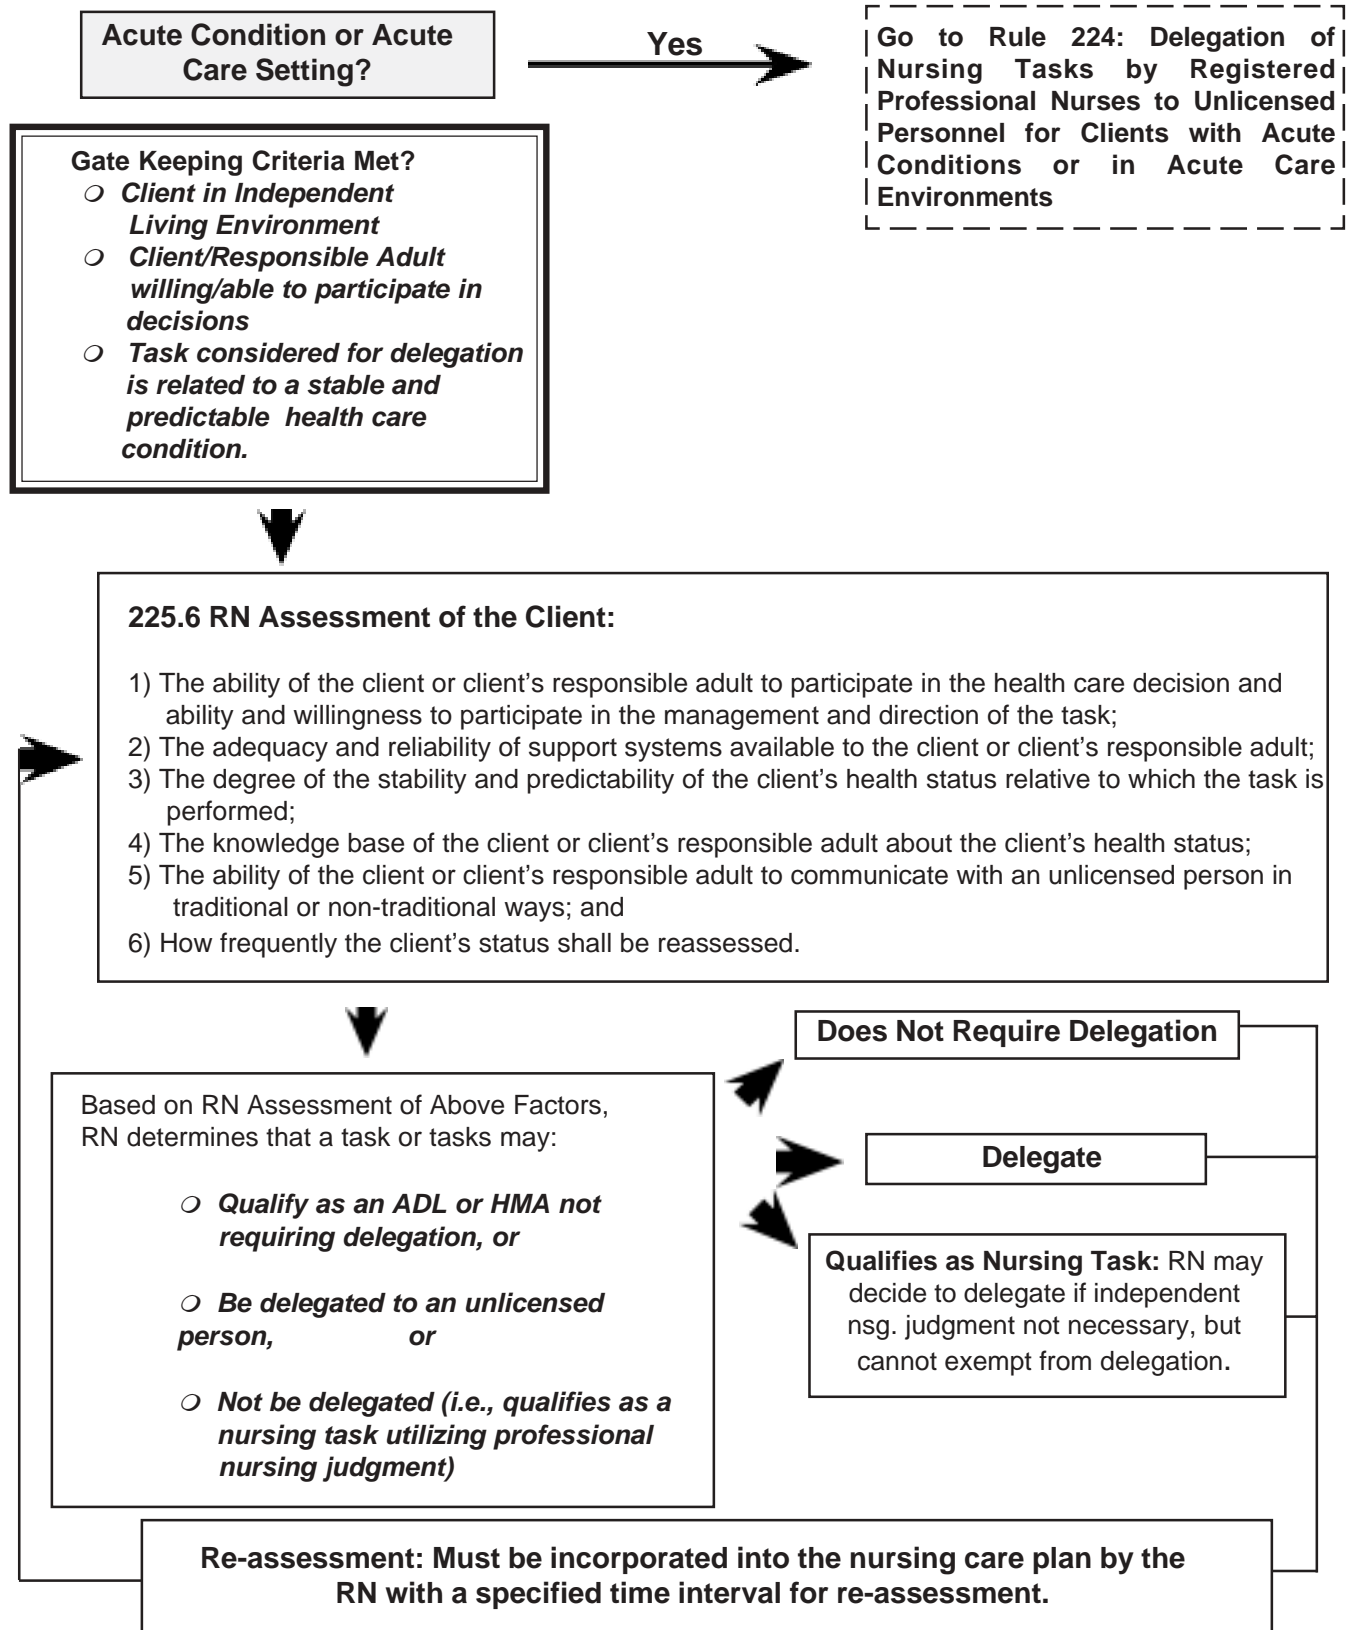 Acute Condition or Acute
Care Setting?
Yes
Go to Rule 224: Delegation of
Nursing Tasks by Registered
Professional Nurses to Unlicensed
Personnel for Clients with Acute
Conditions or in Acute Care
Environments
Gate Keeping Criteria Met?
❍ Client in Independent
Living Environment
❍ Client/Responsible Adult
willing/able to participate in
decisions
❍ Task considered for delegation
is related to a stable and
predictable health care
condition.
225.6 RN Assessment of the Client:
1) The ability of the client or client's responsible adult to participate in the health care decision and
ability and willingness to participate in the management and direction of the task;
2) The adequacy and reliability of support systems available to the client or client's responsible adult;
3) The degree of the stability and predictability of the client's health status relative to which the task is
performed;
4) The knowledge base of the client or client's responsible adult about the client's health status;
5) The ability of the client or client's responsible adult to communicate with an unlicensed person in
traditional or non-traditional ways; and
6) How frequently the client's status shall be reassessed.
Based on RN Assessment of Above Factors,
RN determines that a task or tasks may:
❍ Qualify as an ADL or HMA not
requiring delegation, or
❍ Be delegated to an unlicensed
person, or
❍ Not be delegated (i.e., qualifies as a
nursing task utilizing professional
nursing judgment)
Does Not Require Delegation
Delegate
Qualifies as Nursing Task: RN may
decide to delegate if independent
nsg. judgment not necessary, but
cannot exempt from delegation.
Re-assessment: Must be incorporated into the nursing care plan by the
RN with a specified time interval for re-assessment.